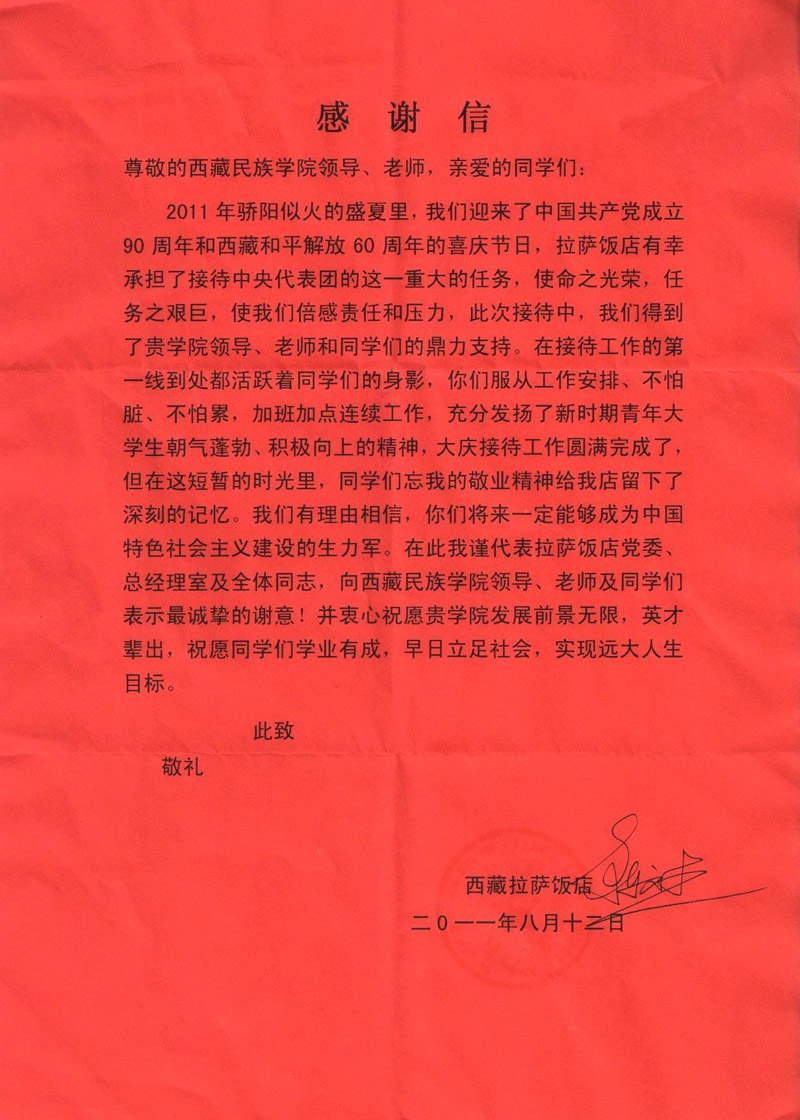 感谢信
尊敬的西藏民族学院领导、老师，亲爱的同学们：
2011年骄阳似火的盛夏里，我们迎来了中国共产党成立
90周年和西藏和平解放60周年的喜庆节日，拉萨饭店有幸
承担了接待中央代表团的这一重大的任务，使命之光荣，任
务之艰巨，使我们倍感责任和压力，此次接待中，我们得到
了贵学院领导、老师和同学们的鼎力支持。在接待工作的第
一线到处都活跃着同学们的身影，你们服从工作安排、不怕
脏、不怕累，加班加点连续工作，充分发扬了新时期青年大
学生朝气蓬勃、积极向上的精神，大庆接待工作圆满完成了，
但在这短暂的时光里，同学们忘我的敬业精神给我店留下了
深刻的记忆。我们有理由相信，你们将来一定能够成为中国
特色社会主义建设的生力军。在此我谨代表拉萨饭店党委、
总经理室及全体同志，向西藏民族学院领导、老师及同学们
表示最诚挚的谢意！并衷心祝愿贵学院发展前景无限，英才
辈出，祝愿同学们学业有成，早日立足社会，实现远大人生
目标。
此致
敬礼
西藏拉萨饭店
二0一一年八月十二日